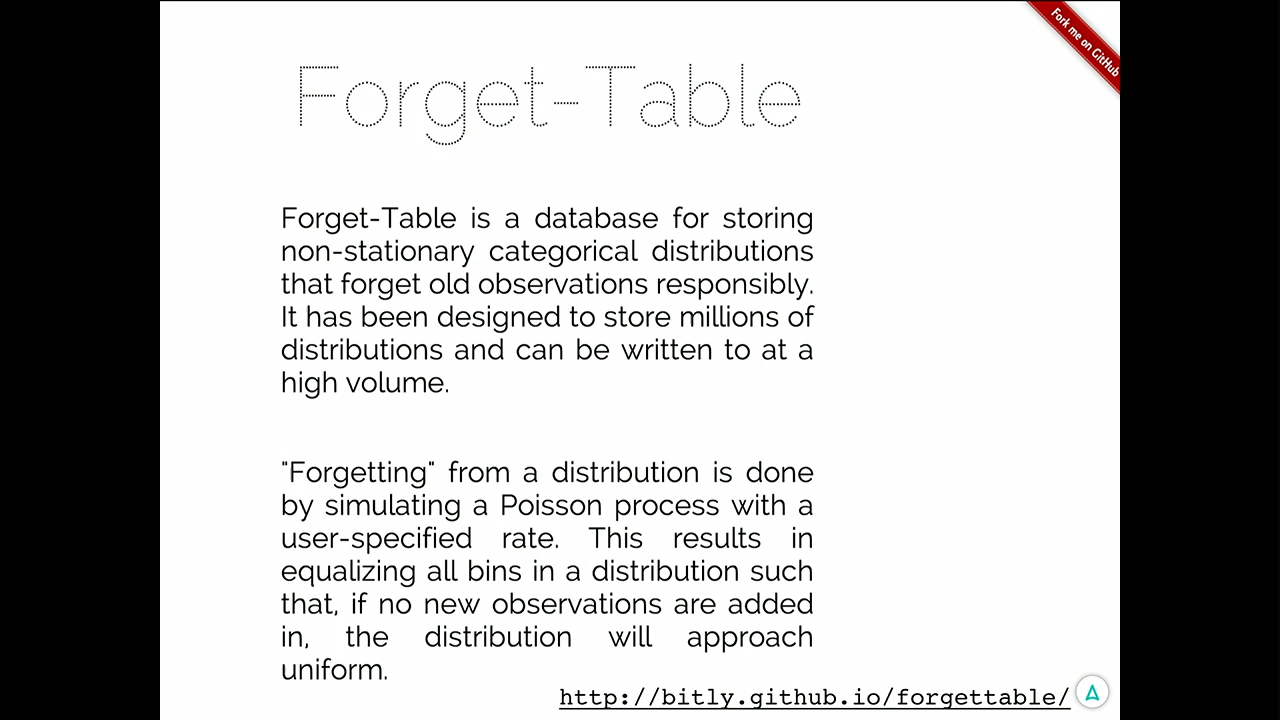 Fork me on GitHub
Forget-Table
Forget-Table is a database for storing
non-stationary categorical distributions
that forget old observations responsibly.
It has been designed to store millions of
distributions and can be written to at a
high volume.
"Forgetting" from a distribution is done
by simulating a Poisson process with a
user-specified rate. This results in
equalizing all bins in a distribution such
that, if no new observations are added
in, the distribution will approach
uniform.
http://bitly.github.io/forgettable/